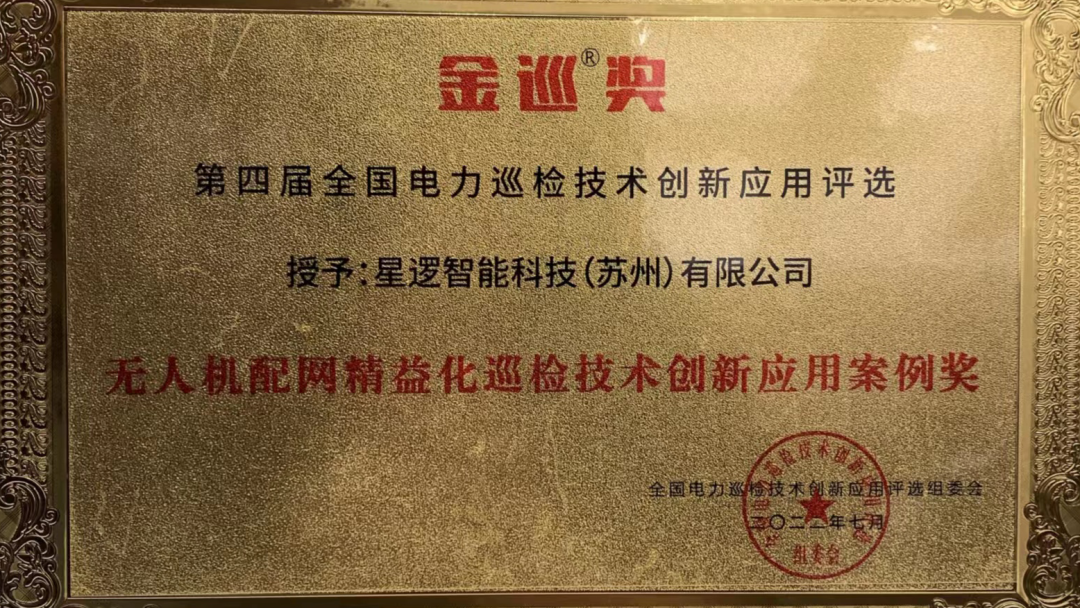 金巡®奖
第四届全国电力巡检技术创新应用评选
授予:星逻智能科技(苏州)有限公司
无人机配网精益化巡检技术创新应用案例奖
全国电力巡检技术创新应用评选组委会
二〇二二年七月
组委会